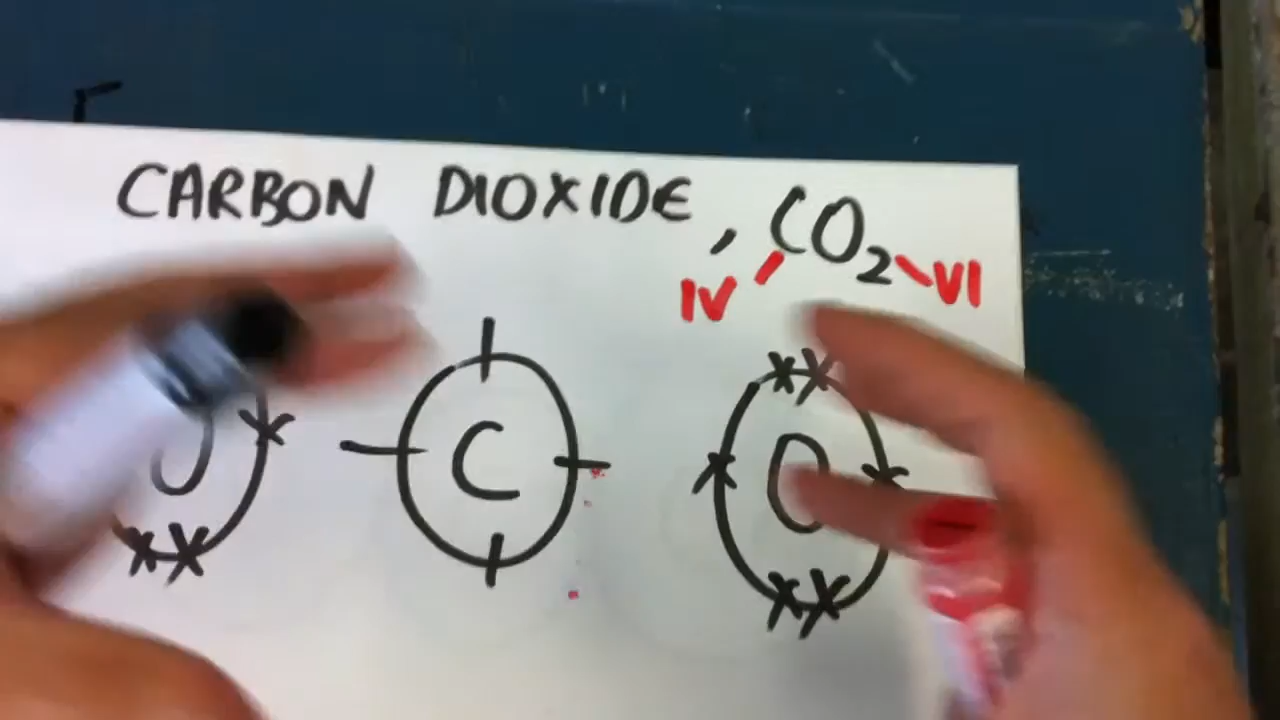 CARBON DIOXIDE, CO₂
IV VI
O C O